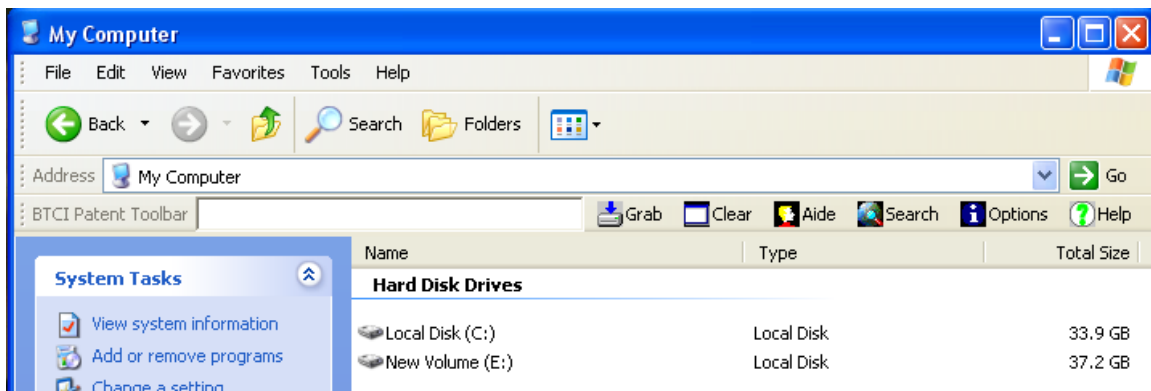 My Computer
File Edit View Favorites Tools Help
Back Search Folders
Address My Computer Go
BTCI Patent Toolbar Grab Clear Aide Search Options Help
Name Type Total Size
System Tasks
Hard Disk Drives
View system information
Local Disk (C:) Local Disk 33.9 GB
Add or remove programs
New Volume (E:) Local Disk 37.2 GB
Change a setting